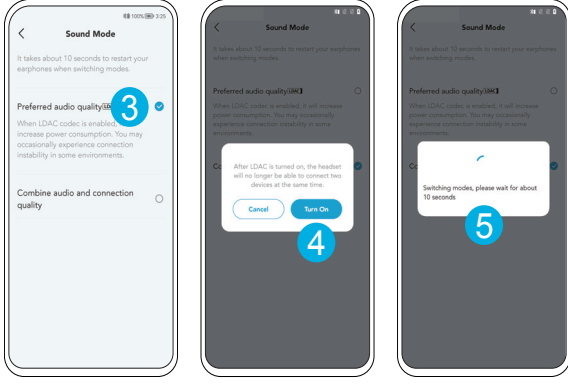 100% 3:25
Sound Mode
It takes about 10 seconds to restart your
earphones when switching modes.
Preferred audio quality
3
When LDAC codec is enabled,
increase power consumption. You may
occasionally experience connection
instability in some environments.
Combine audio and connection
quality
Sound Mode
It takes about 10 seconds to restart your earphones
when switching modes.
Preferred audio quality LDAC
When LDAC codec is enabled, it will increase
power consumption. You may occasionally
experience connection instability in some
environments.
After LDAC is turned on, the headset
will no longer be able to connect two
devices at the same time.
Cancel
Turn On
4
Sound Mode
It takes about 10 seconds to restart your earphones
when switching modes.
Preferred audio quality LDAC
When LDAC codec is enabled, it will increase
power consumption. You may occasionally
experience connection instability in some
environments.
Switching modes, please wait for about
10 seconds
5